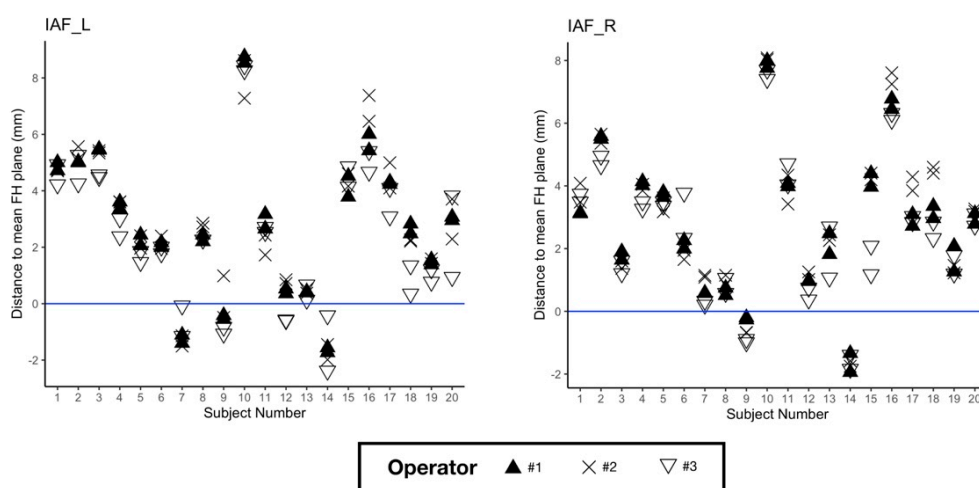 IAF_L
Distance to mean FH plane (mm)
8
6
4
2
0
-2
1 2 3 4 5 6 7 8 9 10 11 12 13 14 15 16 17 18 19 20
Subject Number
IAF_R
Distance to mean FH plane (mm)
8
6
4
2
0
-2
1 2 3 4 5 6 7 8 9 10 11 12 13 14 15 16 17 18 19 20
Subject Number
Operator #1 #2 #3